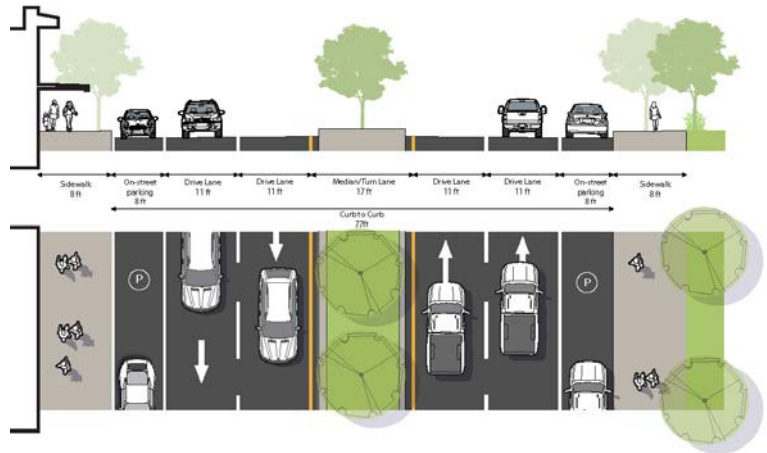 Sidewalk
8 ft
On-street
parking
8 ft
Drive Lane
11 ft
Drive Lane
11 ft
Median/Turn Lane
17 ft
Drive Lane
11 ft
Drive Lane
11 ft
On-street
parking
8 ft
Sidewalk
8 ft
Curb to Curb
77ft
P
P